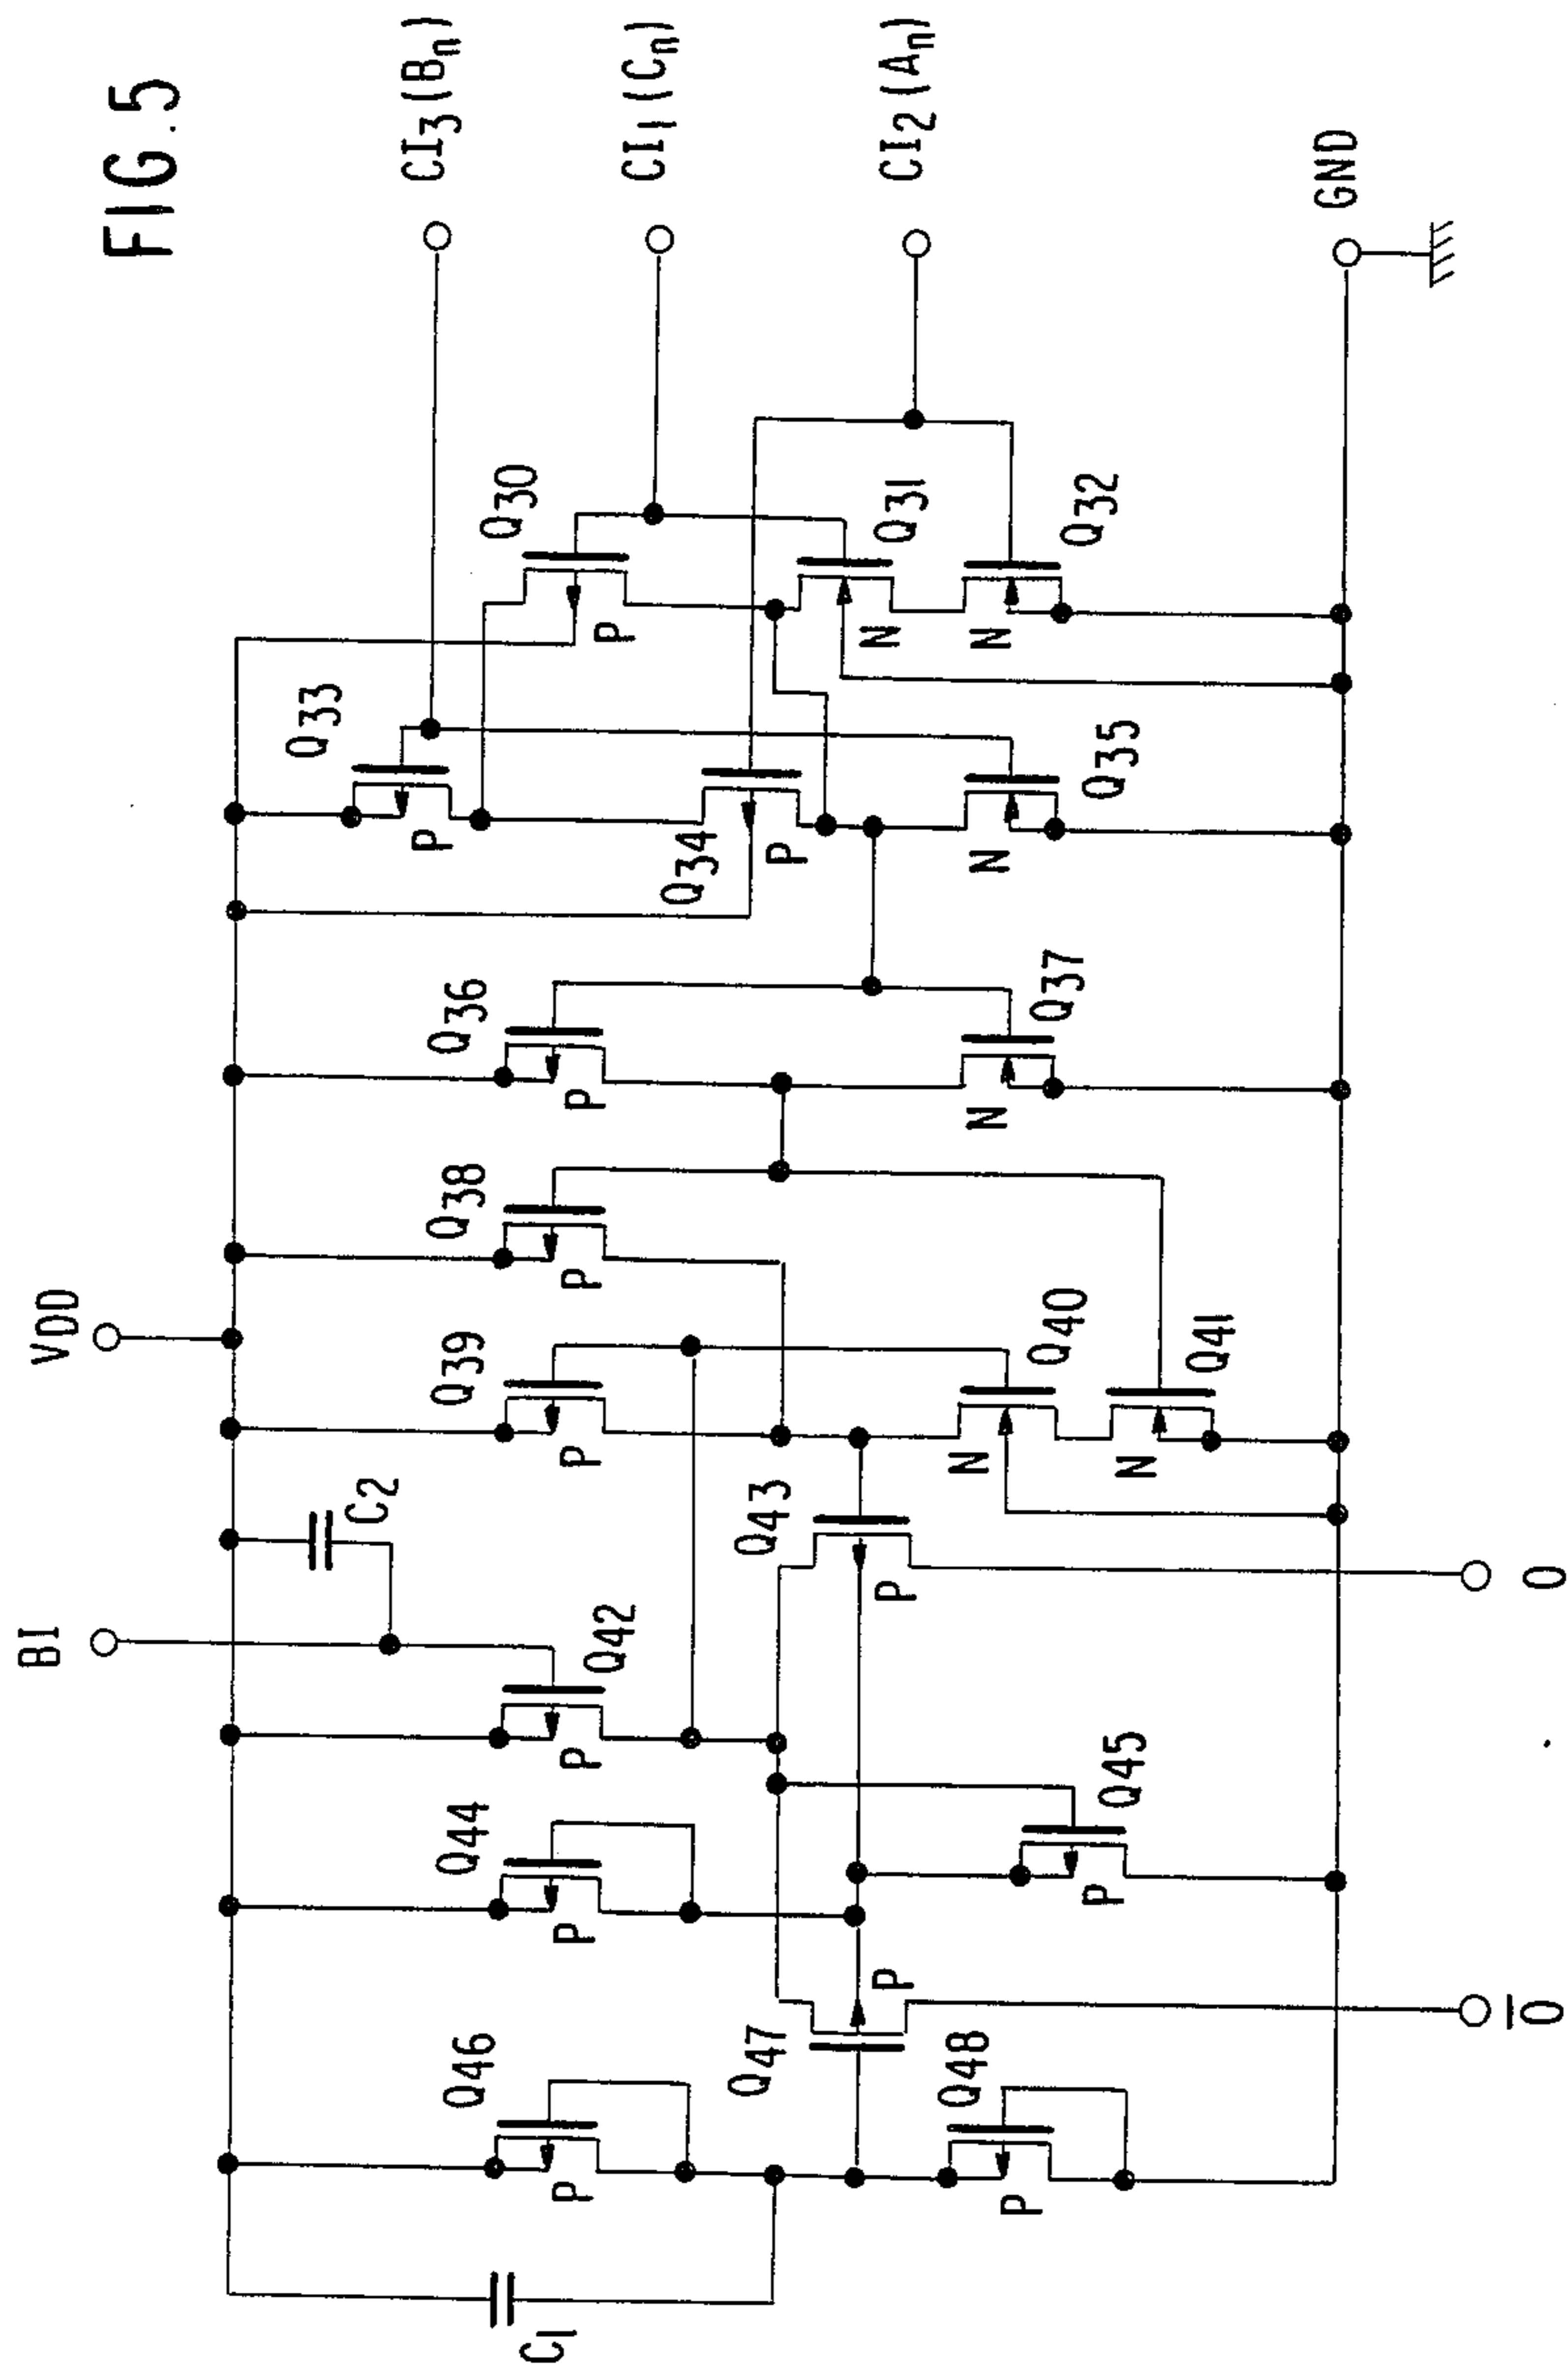 FIG. 5
VDD
BI
CI3 (Bn)
CI1 (Cn)
CI2 (An)
GND
C1
C2
Q46
P
Q44
P
Q42
P
Q39
P
Q38
P
Q36
P
Q33
P
Q30
P
Q47
P
Q43
P
Q34
P
Q31
N
Q48
P
Q45
P
Q40
N
Q41
N
Q37
N
Q35
N
Q32
N
O̅
O